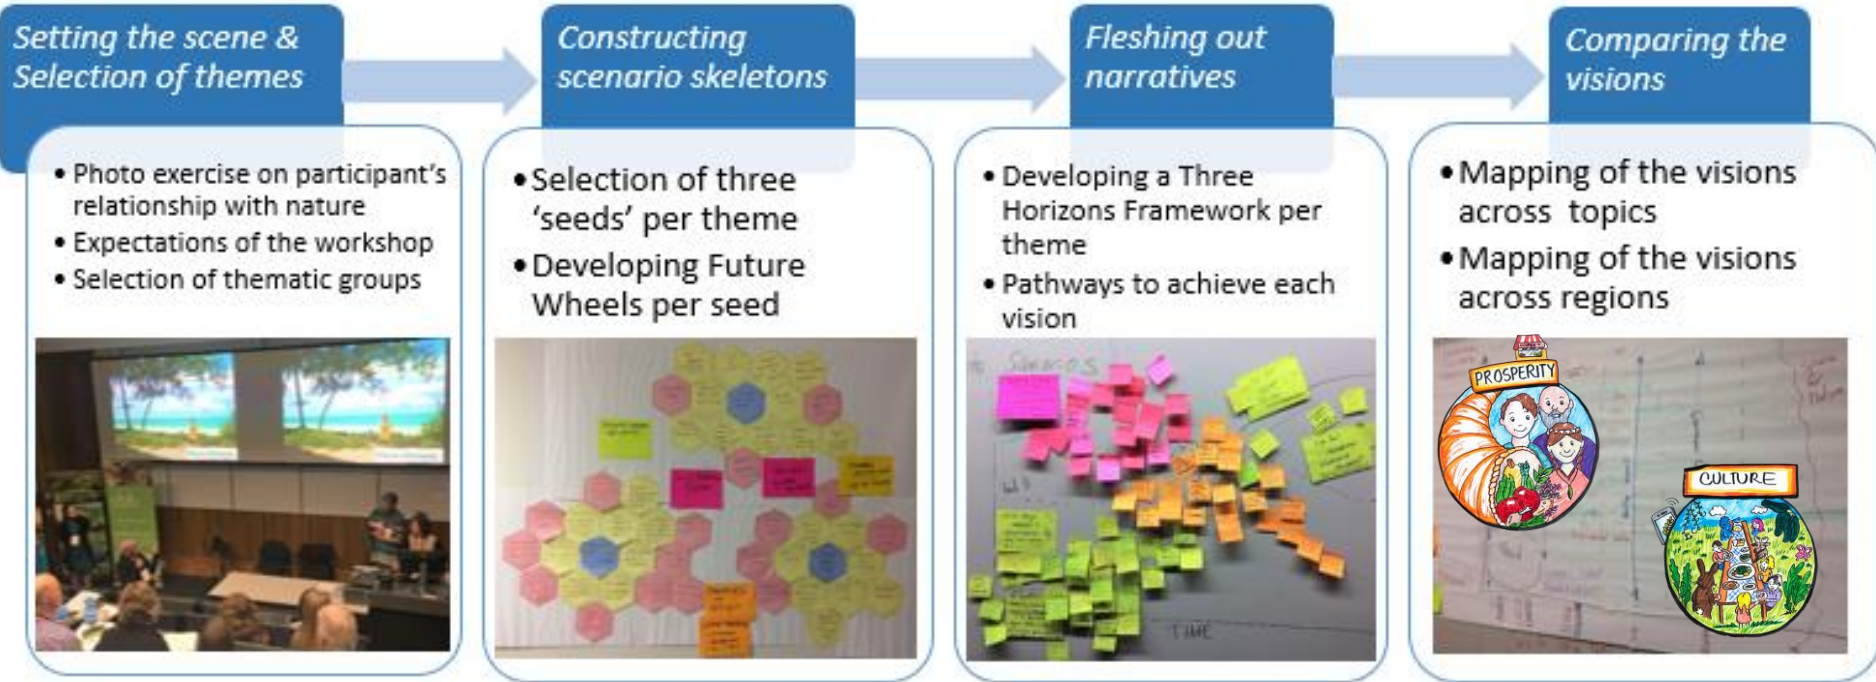 Setting the scene &
Selection of themes
• Photo exercise on participant's
relationship with nature
• Expectations of the workshop
• Selection of thematic groups
Constructing
scenario skeletons
• Selection of three
‘seeds’ per theme
• Developing Future
Wheels per seed
Fleshing out
narratives
• Developing a Three
Horizons Framework per
theme
• Pathways to achieve each
vision
TIME
Comparing the
visions
• Mapping of the visions
across topics
• Mapping of the visions
across regions
PROSPERITY
CULTURE